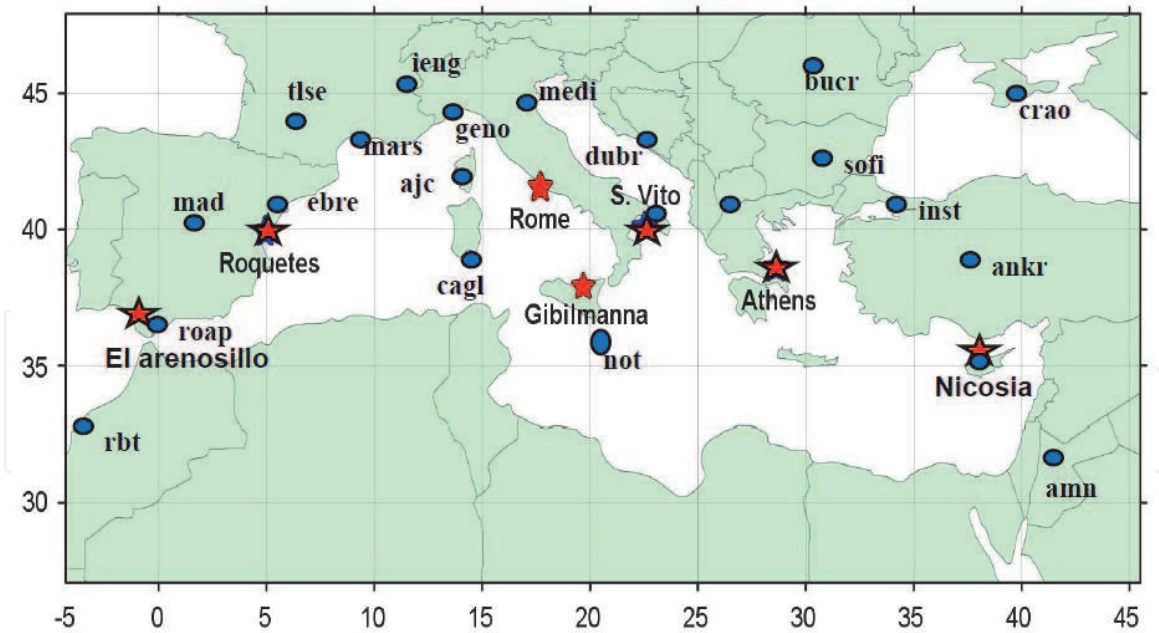 ieng
45
tlse
medi
bucr
crao
geno
mars
dubr
sofi
ajc
mad
ebre
S. Vito
inst
40
Rome
Roquetes
ankr
cagl
Athens
Gibilmanna
roap
El arenosillo
not
35
Nicosia
rbt
amn
30
-5 0 5 10 15 20 25 30 35 40 45